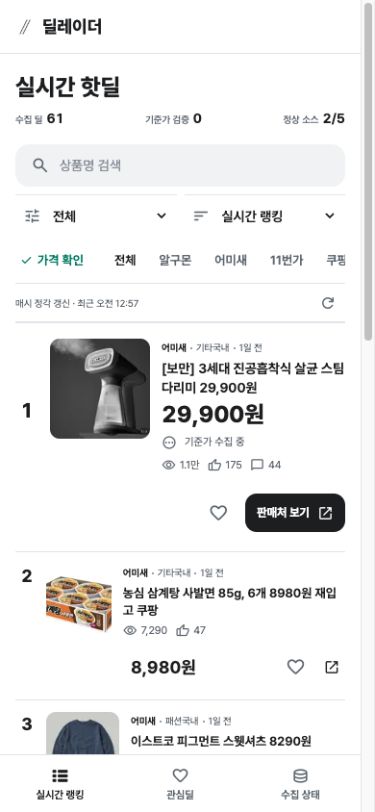 딜레이더
실시간 핫딜
수집 딜 61
기준가 검증 0
정상 소스 2/5
상품명 검색
전체
실시간 랭킹
가격 확인
전체
알구몬
어미새
11번가
쿠팡
매시 정각 갱신 · 최근 오전 12:57
1
어미새 · 기타국내 · 1일 전
[보만] 3세대 진공흡착식 살균 스팀
다리미 29,900원
29,900원
기준가 수집 중
1.1만 175 44
판매처 보기
2
어미새 · 기타국내 · 1일 전
농심 삼계탕 사발면 85g, 6개 8980원 재입
고 쿠팡
7,290 47
8,980원
3
어미새 · 패션국내 · 1일 전
이스트코 피그먼트 스웻셔츠 8290원
실시간 랭킹
관심딜
수집 상태